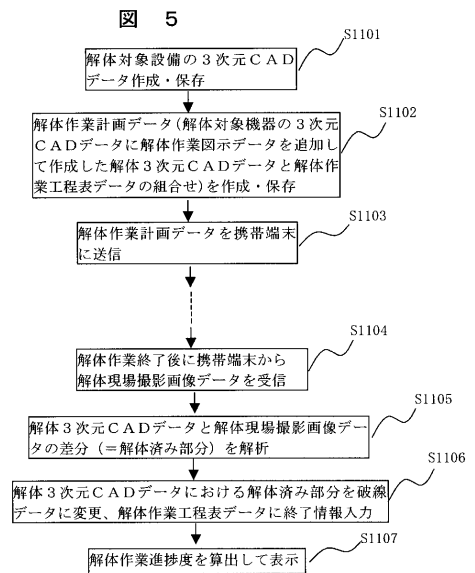 図 5
S1101
解体対象設備の3次元CAD
データ作成・保存
S1102
解体作業計画データ(解体対象機器の3次元
CADデータに解体作業図示データを追加し
て作成した解体3次元CADデータと解体作
業工程表データの組合せ)を作成・保存
S1103
解体作業計画データを携帯端末
に送信
S1104
解体作業終了後に携帯端末から
解体現場撮影画像データを受信
S1105
解体3次元CADデータと解体現場撮影画像デー
タの差分(=解体済み部分)を解析
S1106
解体3次元CADデータにおける解体済み部分を破線
データに変更、解体作業工程表データに終了情報入力
S1107
解体作業進捗度を算出して表示